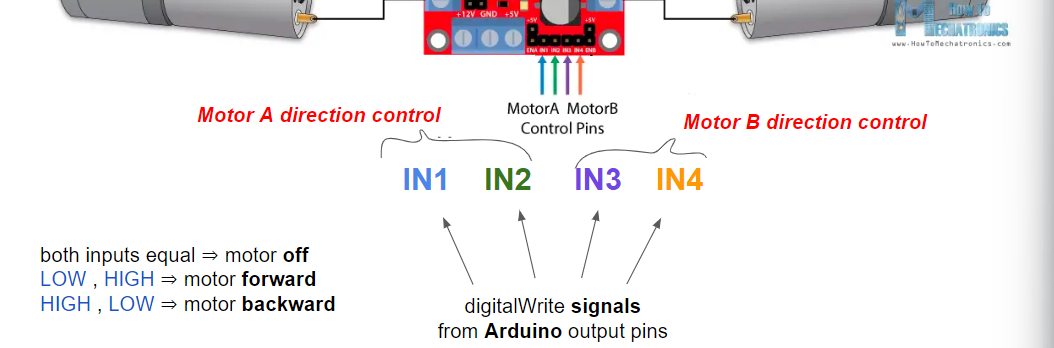 +12V GND +5V
+5V
+5V
ENA IN1 IN2 IN3 IN4 ENB
HOW TO
MECHATRONICS
www.HowToMechatronics.com
MotorA MotorB
Control Pins
Motor A direction control
Motor B direction control
IN1 IN2 IN3 IN4
both inputs equal ⇒ motor off
LOW , HIGH ⇒ motor forward
HIGH , LOW ⇒ motor backward
digitalWrite signals
from Arduino output pins